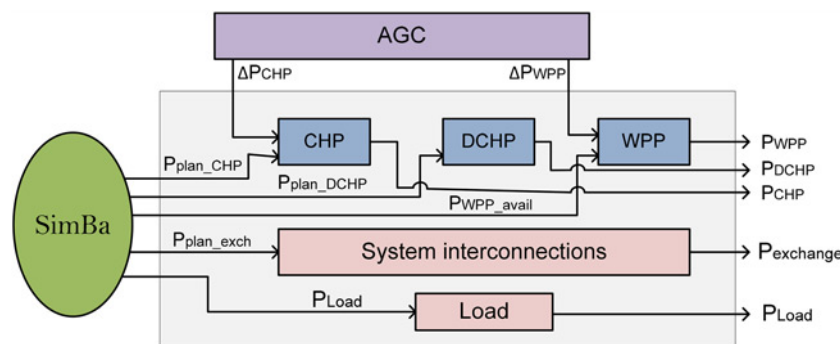 AGC
ΔPCHP
ΔPWPP
CHP
DCHP
WPP
PWPP
Pplan_CHP
PDCHP
Pplan_DCHP
PCHP
PWPP_avail
SimBa
Pplan_exch
System interconnections
Pexchange
PLoad
Load
PLoad